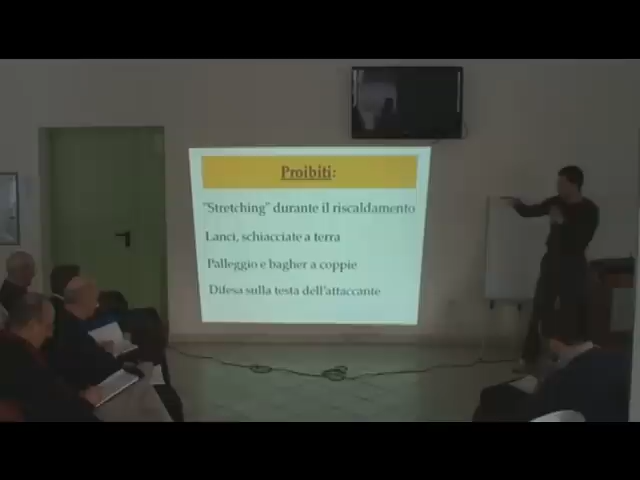 Proibiti:
"Stretching" durante il riscaldamento
Lanci, schiacciate a terra
Palleggio e bagher a coppie
Difesa sulla testa dell'attaccante